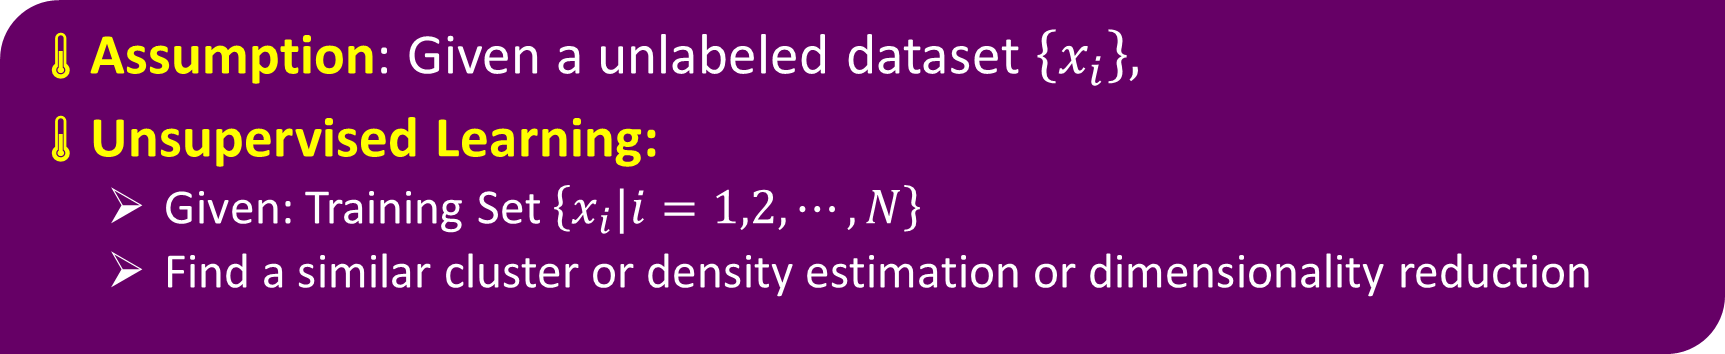 Assumption: Given a unlabeled dataset {xᵢ},
Unsupervised Learning:
➢ Given: Training Set {xᵢ|i = 1,2, ⋯ , N}
➢ Find a similar cluster or density estimation or dimensionality reduction